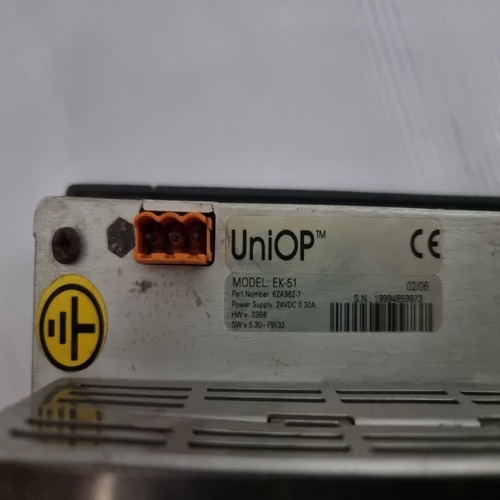 UniOP™
CE
MODEL: EK-51
02/06
Part Number: 6ZA962-7
Power Supply: 24VDC 0.30A
S.N. 19994659973
HW v. 33B8
SW v 5.30 - FW32